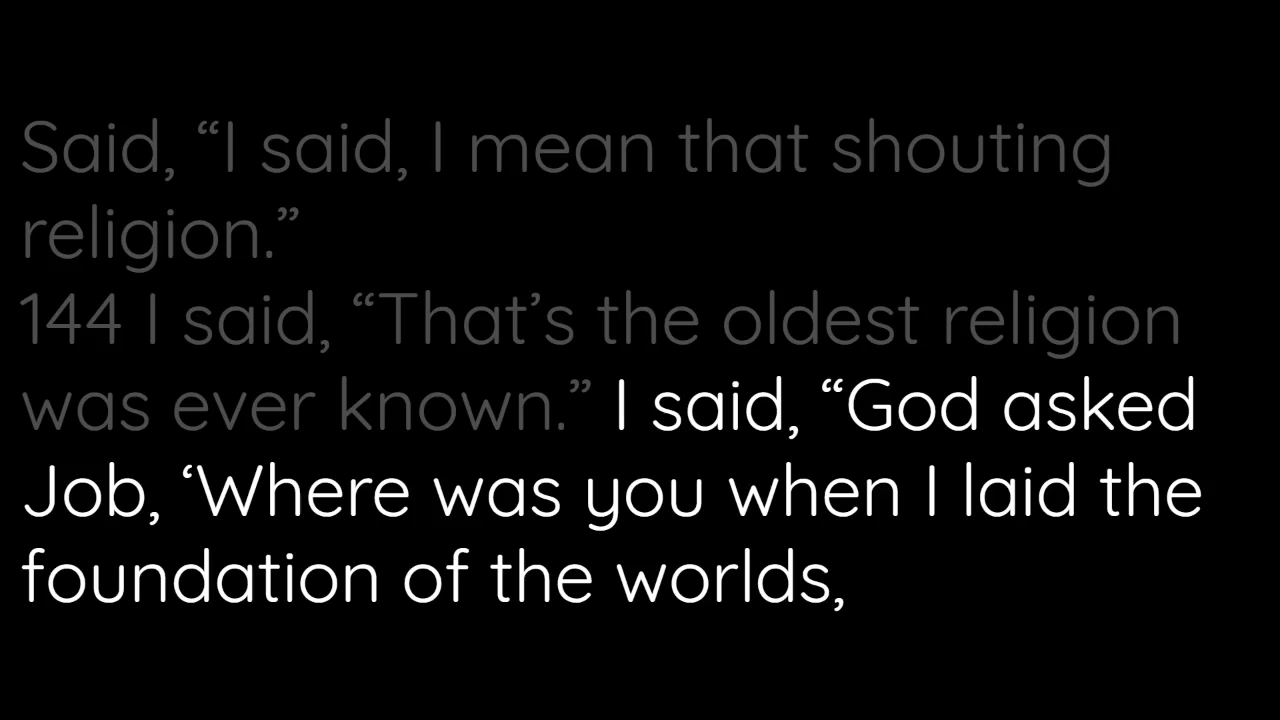 Said, “I said, I mean that shouting
religion.”
144 I said, “That’s the oldest religion
was ever known.” I said, “God asked
Job, ‘Where was you when I laid the
foundation of the worlds,